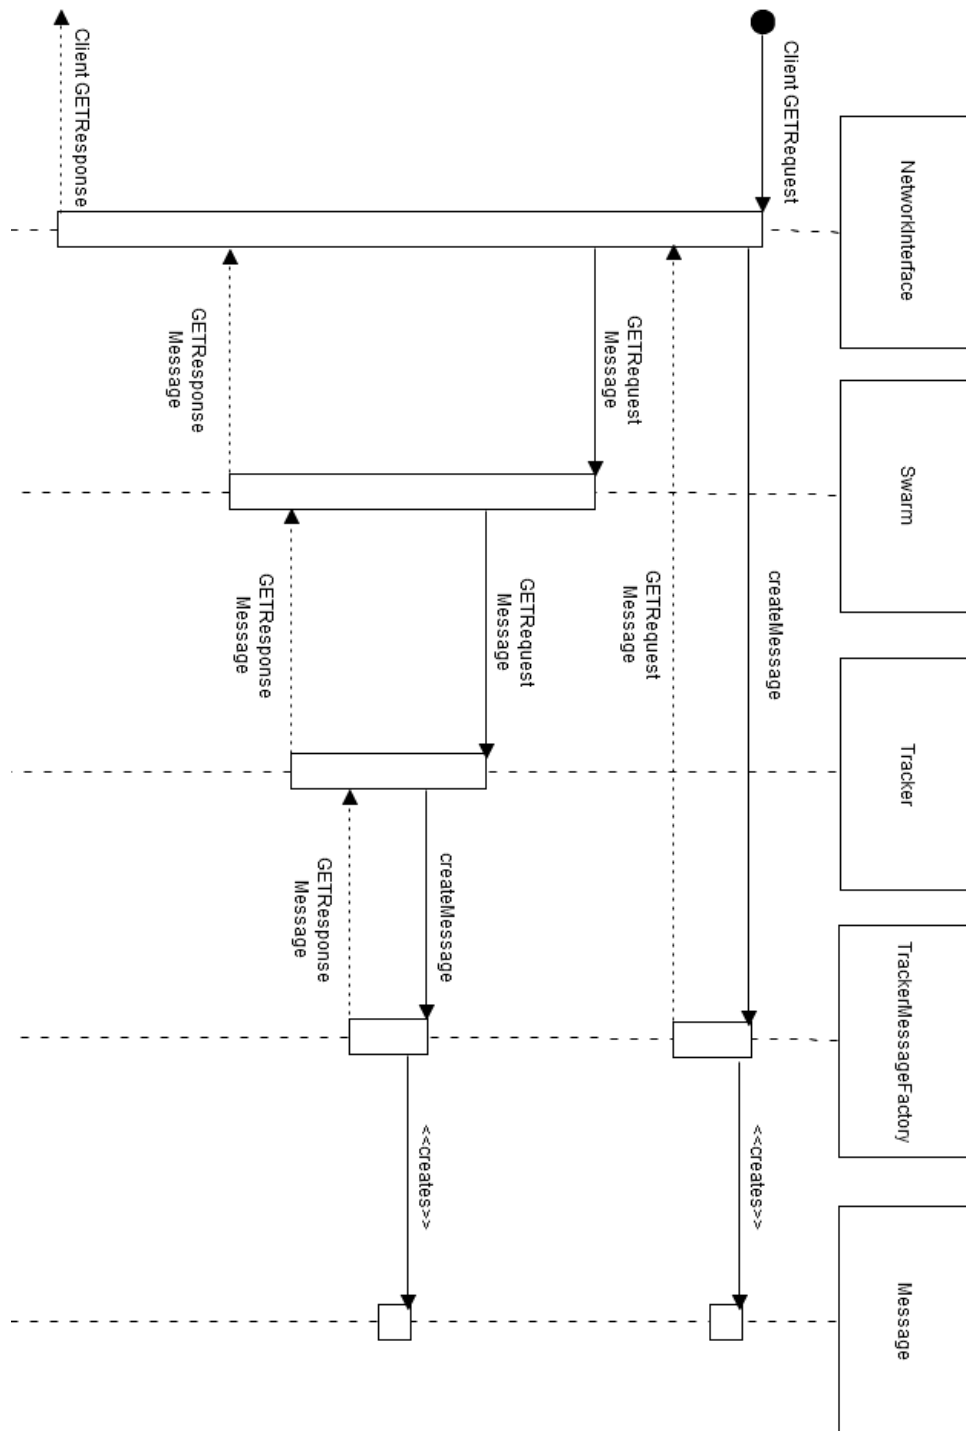 NetworkInterface
Swarm
Tracker
TrackerMessageFactory
Message
Client GETRequest
createMessage
<<creates>>
GETRequest
Message
GETRequest
Message
GETRequest
Message
createMessage
<<creates>>
GETResponse
Message
GETResponse
Message
GETResponse
Message
Client GETResponse